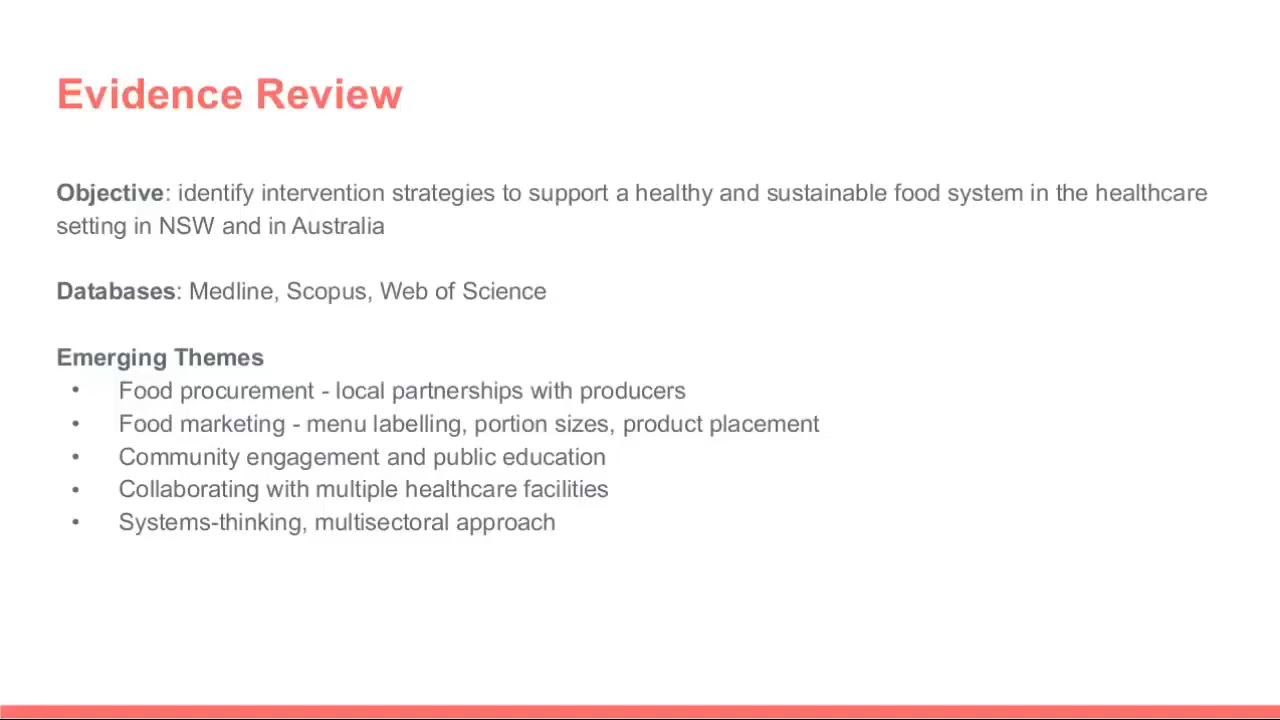 Evidence Review
Objective: identify intervention strategies to support a healthy and sustainable food system in the healthcare
setting in NSW and in Australia
Databases: Medline, Scopus, Web of Science
Emerging Themes
• Food procurement - local partnerships with producers
• Food marketing - menu labelling, portion sizes, product placement
• Community engagement and public education
• Collaborating with multiple healthcare facilities
• Systems-thinking, multisectoral approach